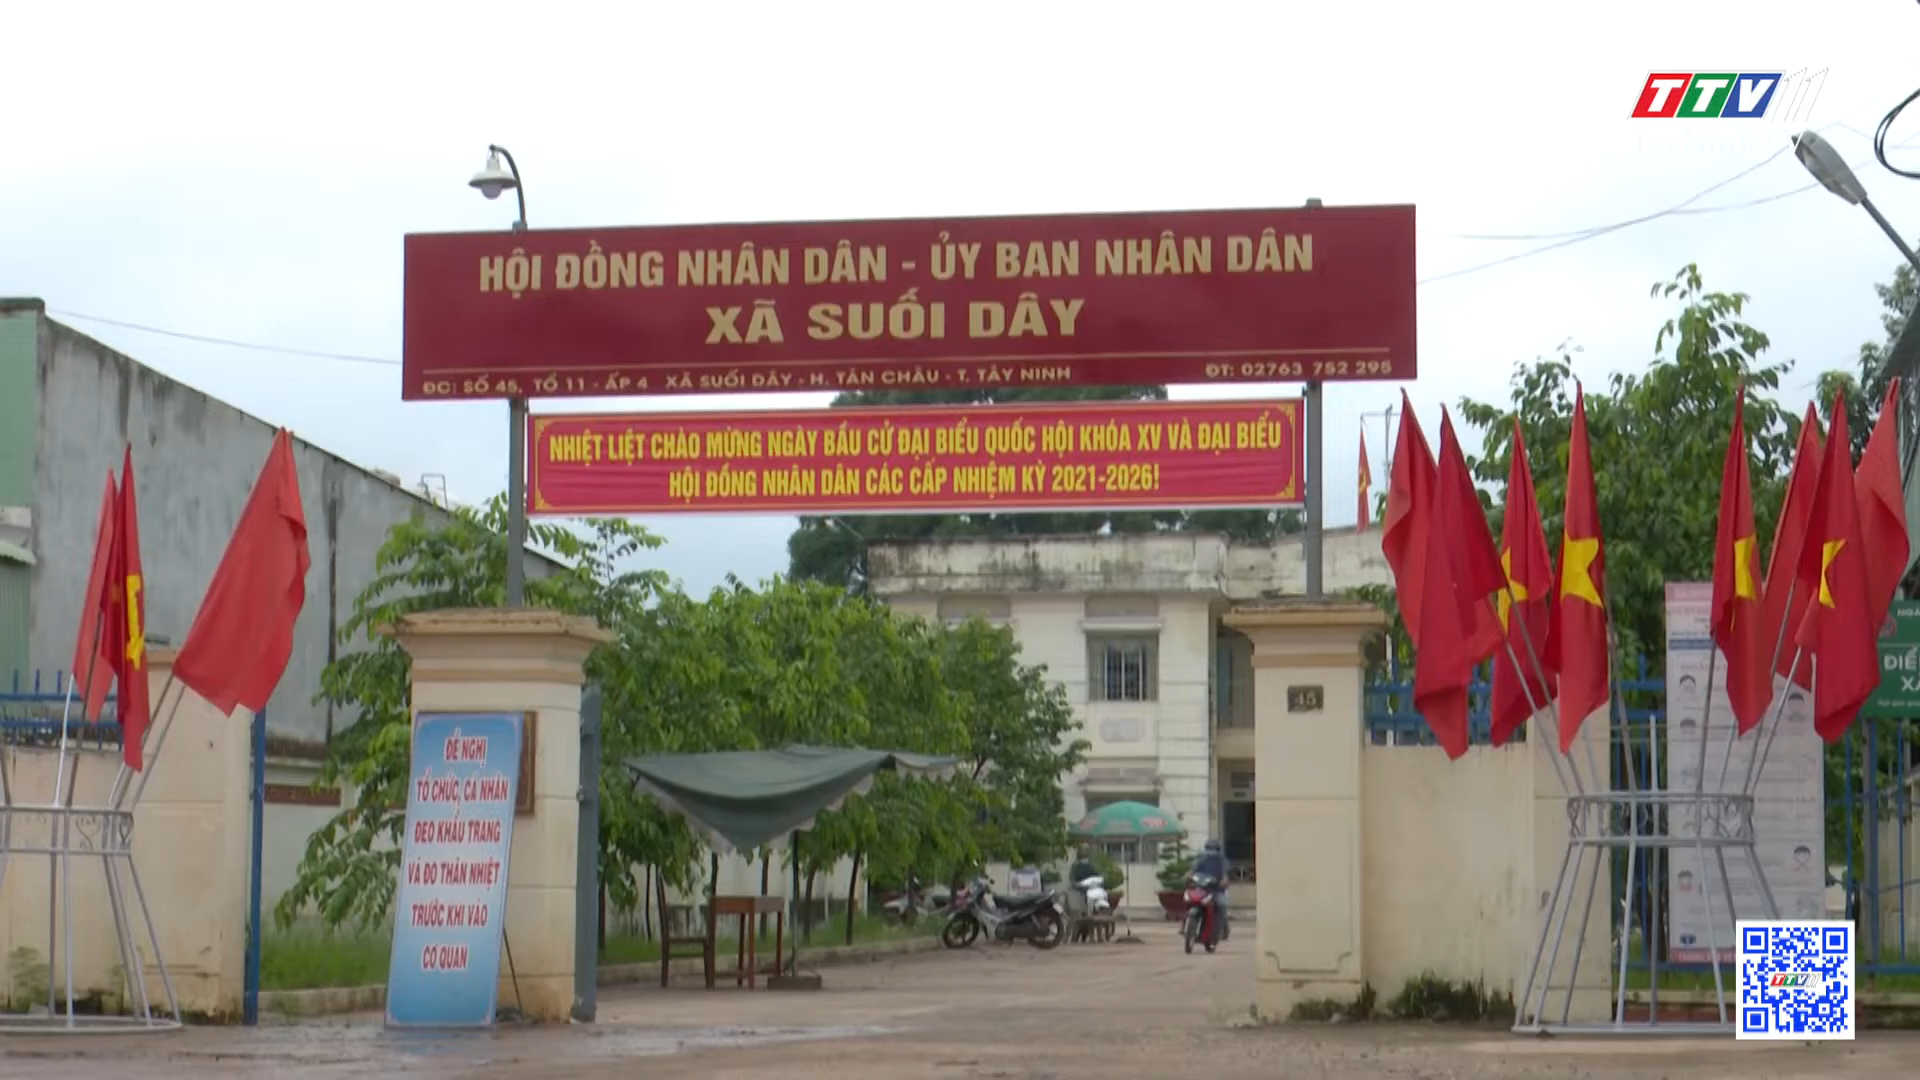 TTV11
HỘI ĐỒNG NHÂN DÂN - ỦY BAN NHÂN DÂN
XÃ SUỐI DÂY
ĐC: SỐ 45, TỔ 11 - ẤP 4 XÃ SUỐI DÂY - H. TÂN CHÂU - T. TÂY NINH ĐT: 02763 752 295
NHIỆT LIỆT CHÀO MỪNG NGÀY BẦU CỬ ĐẠI BIỂU QUỐC HỘI KHÓA XV VÀ ĐẠI BIỂU
HỘI ĐỒNG NHÂN DÂN CÁC CẤP NHIỆM KỲ 2021-2026!
45
ĐỀ NGHỊ
TỔ CHỨC, CÁ NHÂN
ĐEO KHẨU TRANG
VÀ ĐO THÂN NHIỆT
TRƯỚC KHI VÀO
CƠ QUAN
TTV11